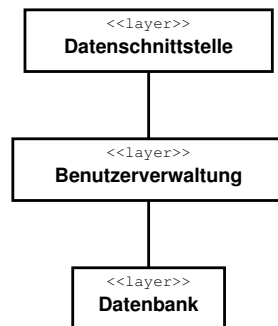 <<layer>>
Datenschnittstelle
<<layer>>
Benutzerverwaltung
<<layer>>
Datenbank